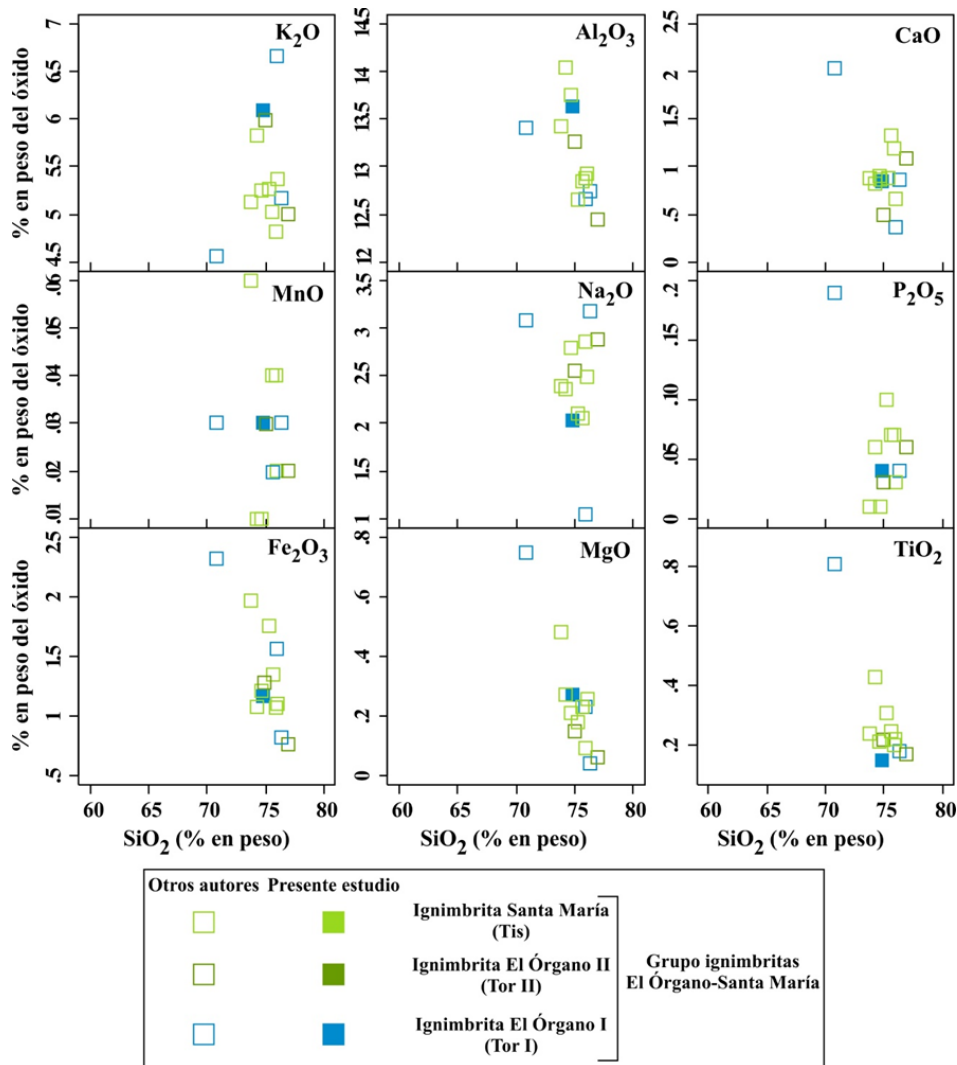 K2O
Al2O3
CaO
% en peso del óxido
4.5 5 5.5 6 6.5 7
12 12.5 13 13.5 14 14.5
0 0.5 1 1.5 2 2.5
MnO
Na2O
P2O5
% en peso del óxido
.01 .02 .03 .04 .05 .06
1 1.5 2 2.5 3 3.5
0 .05 .10 .15 .2
Fe2O3
MgO
TiO2
% en peso del óxido
.5 1 1.5 2 2.5
0 .2 .4 .6 .8
.2 .4 .6 .8
60 65 70 75 80
60 65 70 75 80
60 65 70 75 80
SiO2 (% en peso)
SiO2 (% en peso)
SiO2 (% en peso)
Otros autores Presente estudio
Ignimbrita Santa María
(Tis)
Ignimbrita El Órgano II
(Tor II)
Ignimbrita El Órgano I
(Tor I)
Grupo ignimbritas
El Órgano-Santa María